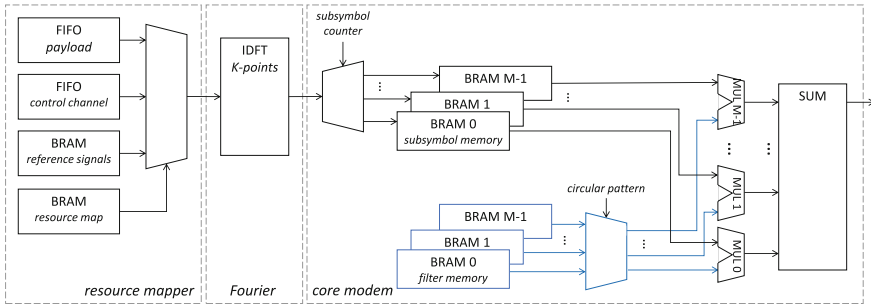 FIFO
payload
FIFO
control channel
BRAM
reference signals
BRAM
resource map
resource mapper
IDFT
K-points
Fourier
subsymbol
counter
BRAM M-1
...
BRAM 1
BRAM 0
subsymbol memory
...
circular pattern
BRAM M-1
...
BRAM 1
BRAM 0
filter memory
...
core modem
MUL M-1
...
...
MUL 1
MUL 0
SUM